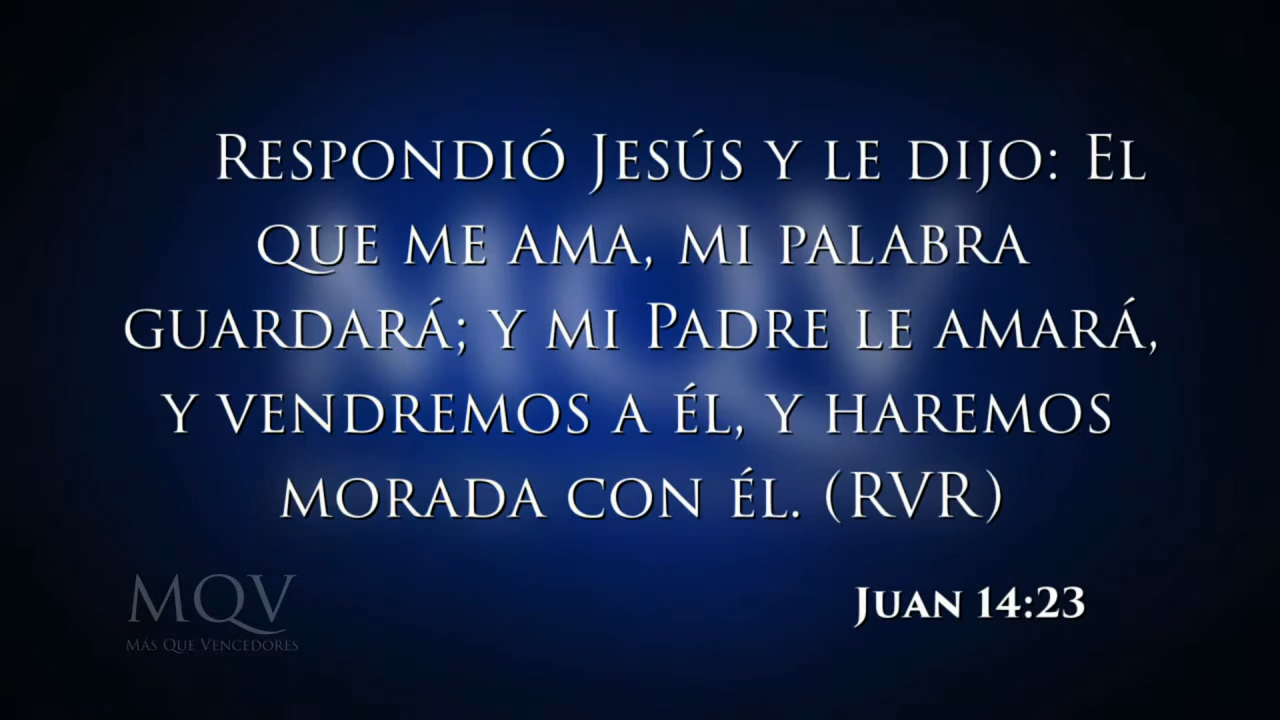 Respondió Jesús y le dijo: El
que me ama, mi palabra
guardará; y mi Padre le amará,
y vendremos a él, y haremos
morada con él. (RVR)
Juan 14:23
MQV
Más Que Vencedores
MQV